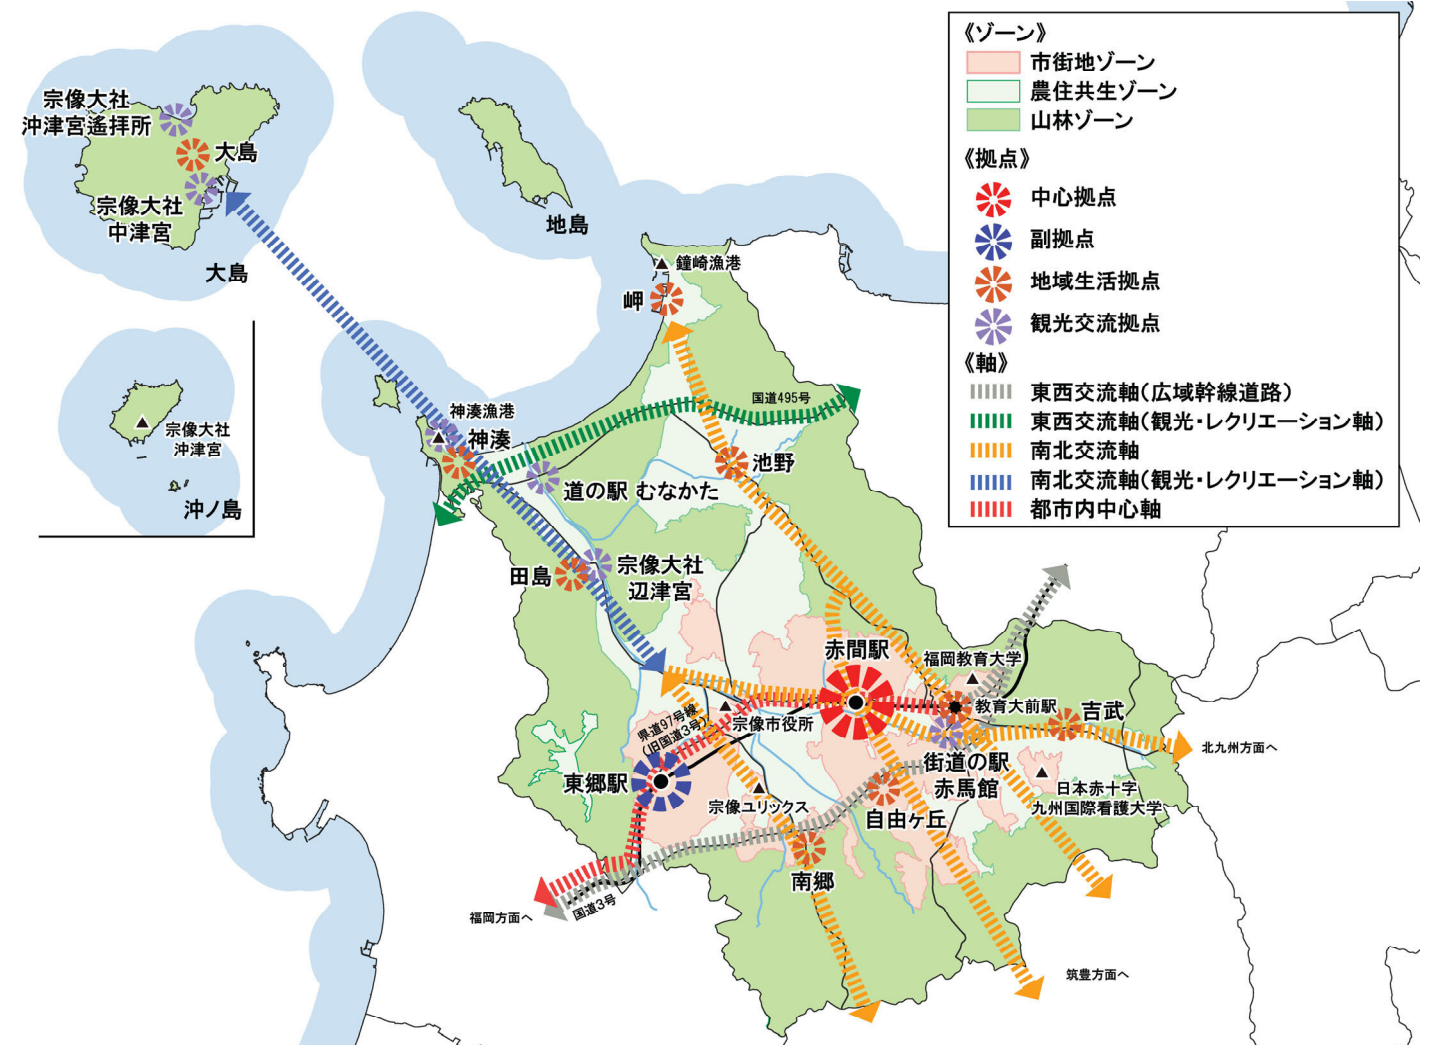 《ゾーン》
市街地ゾーン
農住共生ゾーン
山林ゾーン
《拠点》
中心拠点
副拠点
地域生活拠点
観光交流拠点
《軸》
東西交流軸(広域幹線道路)
東西交流軸(観光・レクリエーション軸)
南北交流軸
南北交流軸(観光・レクリエーション軸)
都市内中心軸
宗像大社
沖津宮遙拝所
大島
宗像大社
中津宮
大島
地島
鐘崎漁港
岬
国道495号
神湊漁港
神湊
宗像大社
沖津宮
沖ノ島
池野
道の駅 むなかた
田島
宗像大社
辺津宮
赤間駅
福岡教育大学
教育大前駅
吉武
県道97号線
(旧国道3号)
宗像市役所
北九州方面へ
東郷駅
街道の駅
赤馬館
日本赤十字
九州国際看護大学
宗像ユリックス
自由ヶ丘
南郷
国道3号
福岡方面へ
筑豊方面へ